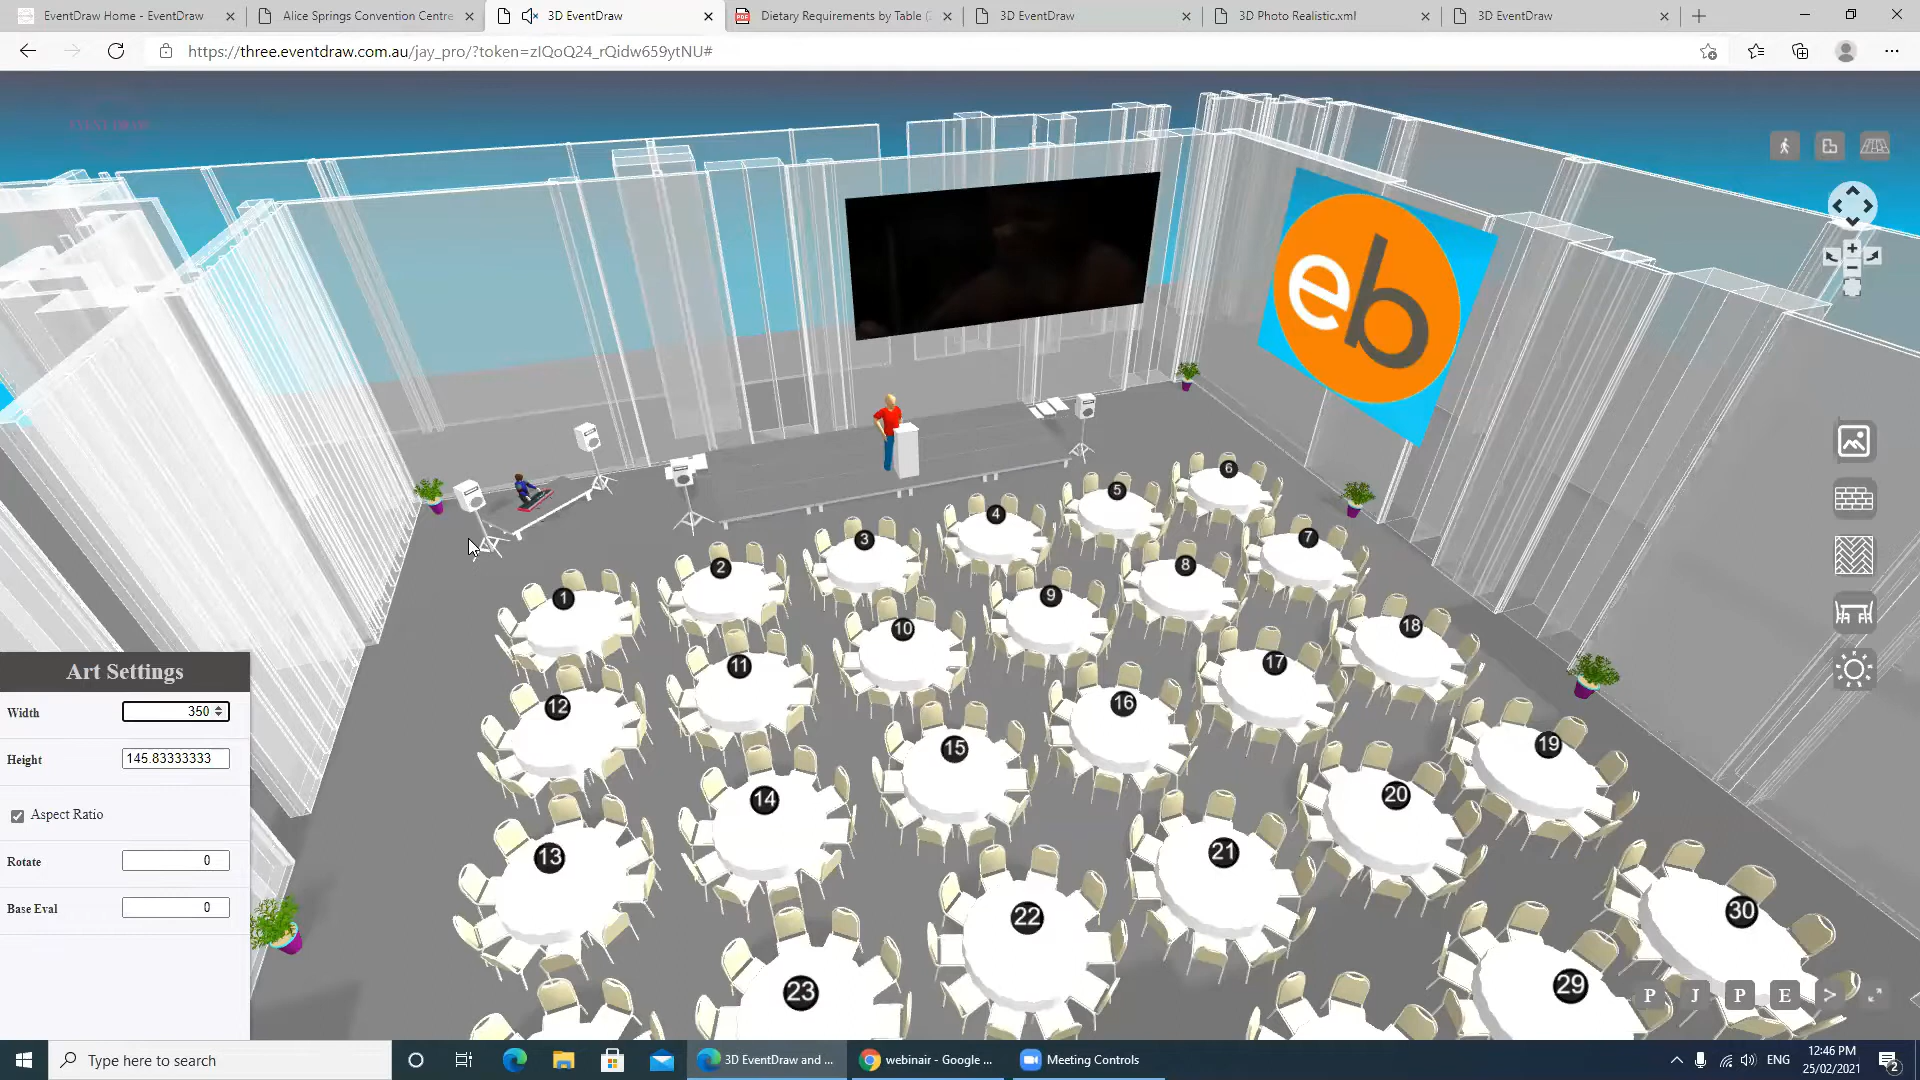 EventDraw Home - EventDraw
Alice Springs Convention Centre
3D EventDraw
Dietary Requirements by Table (
3D EventDraw
3D Photo Realistic.xml
3D EventDraw
https://three.eventdraw.com.au/jay_pro/?token=zIQoQ24_rQidw659ytNU#
EVENT DRAW
eb
6
5
4
7
3
8
2
9
1
18
10
17
11
16
12
19
15
20
14
21
13
30
22
29
23
Art Settings
Width 350
Height 145.83333333
Aspect Ratio
Rotate 0
Base Eval 0
P J P E >
Type here to search
3D EventDraw and ...
webinair - Google ...
Meeting Controls
ENG
12:46 PM
25/02/2021
2